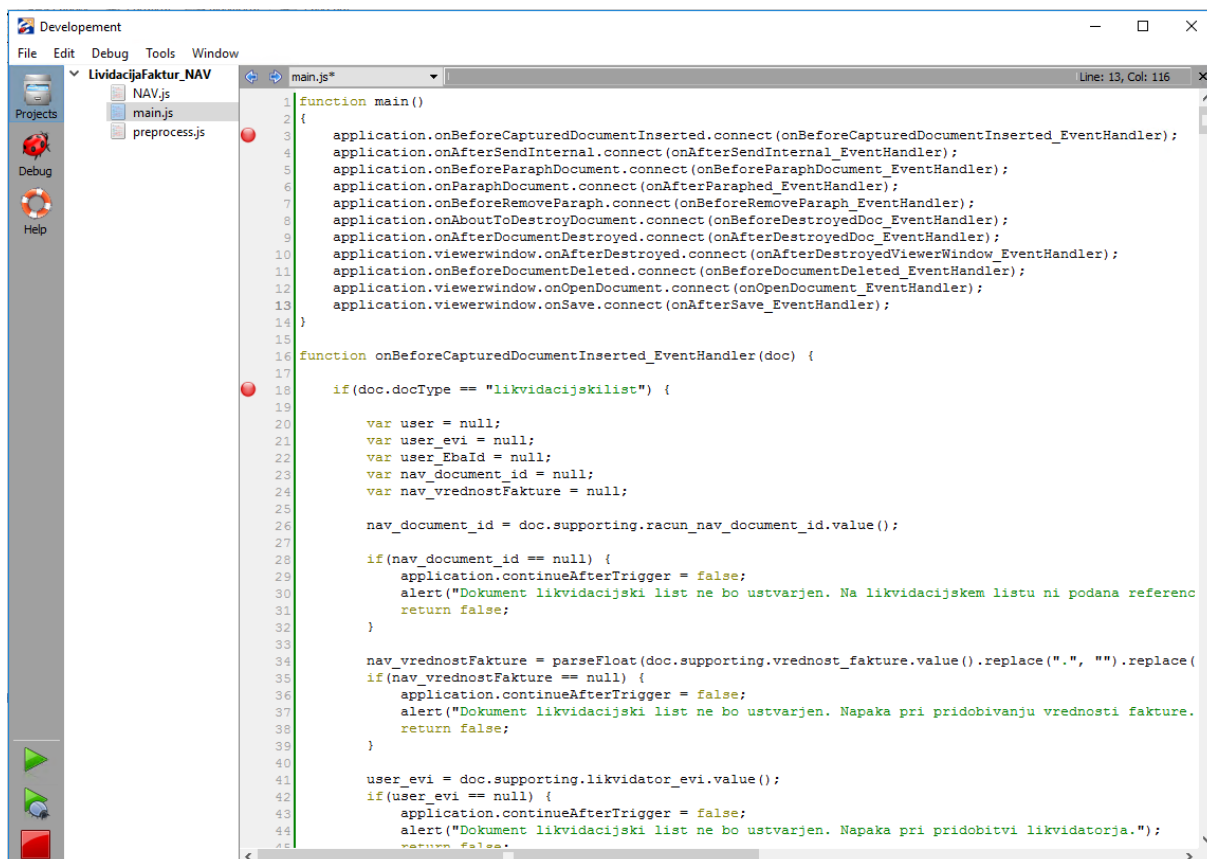 Developement
File Edit Debug Tools Window
LividacijaFaktur_NAV
NAV.js
main.js
preprocess.js
Projects
Debug
Help
main.js*
Line: 13, Col: 116
1 function main()
2 {
3 application.onBeforeCapturedDocumentInserted.connect(onBeforeCapturedDocumentInserted_EventHandler);
4 application.onAfterSendInternal.connect(onAfterSendInternal_EventHandler);
5 application.onBeforeParaphDocument.connect(onBeforeParaphDocument_EventHandler);
6 application.onParaphDocument.connect(onAfterParaphed_EventHandler);
7 application.onBeforeRemoveParaph.connect(onBeforeRemoveParaph_EventHandler);
8 application.onAboutToDestroyDocument.connect(onBeforeDestroyedDoc_EventHandler);
9 application.onAfterDocumentDestroyed.connect(onAfterDestroyedDoc_EventHandler);
10 application.viewerwindow.onAfterDestroyed.connect(onAfterDestroyedViewerWindow_EventHandler);
11 application.onBeforeDocumentDeleted.connect(onBeforeDocumentDeleted_EventHandler);
12 application.viewerwindow.onOpenDocument.connect(onOpenDocument_EventHandler);
13 application.viewerwindow.onSave.connect(onAfterSave_EventHandler);
14 }
15
16 function onBeforeCapturedDocumentInserted_EventHandler(doc) {
17
18 if(doc.docType == "likvidacijskilist") {
19
20 var user = null;
21 var user_evi = null;
22 var user_EbaId = null;
23 var nav_document_id = null;
24 var nav_vrednostFakture = null;
25
26 nav_document_id = doc.supporting.racun_nav_document_id.value();
27
28 if(nav_document_id == null) {
29 application.continueAfterTrigger = false;
30 alert("Dokument likvidacijski list ne bo ustvarjen. Na likvidacijskem listu ni podana referenc
31 return false;
32 }
33
34 nav_vrednostFakture = parseFloat(doc.supporting.vrednost_fakture.value().replace(".", "").replace(
35 if(nav_vrednostFakture == null) {
36 application.continueAfterTrigger = false;
37 alert("Dokument likvidacijski list ne bo ustvarjen. Napaka pri pridobivanju vrednosti fakture.
38 return false;
39 }
40
41 user_evi = doc.supporting.likvidator_evi.value();
42 if(user_evi == null) {
43 application.continueAfterTrigger = false;
44 alert("Dokument likvidacijski list ne bo ustvarjen. Napaka pri pridobitvi likvidatorja.");
45 return false;